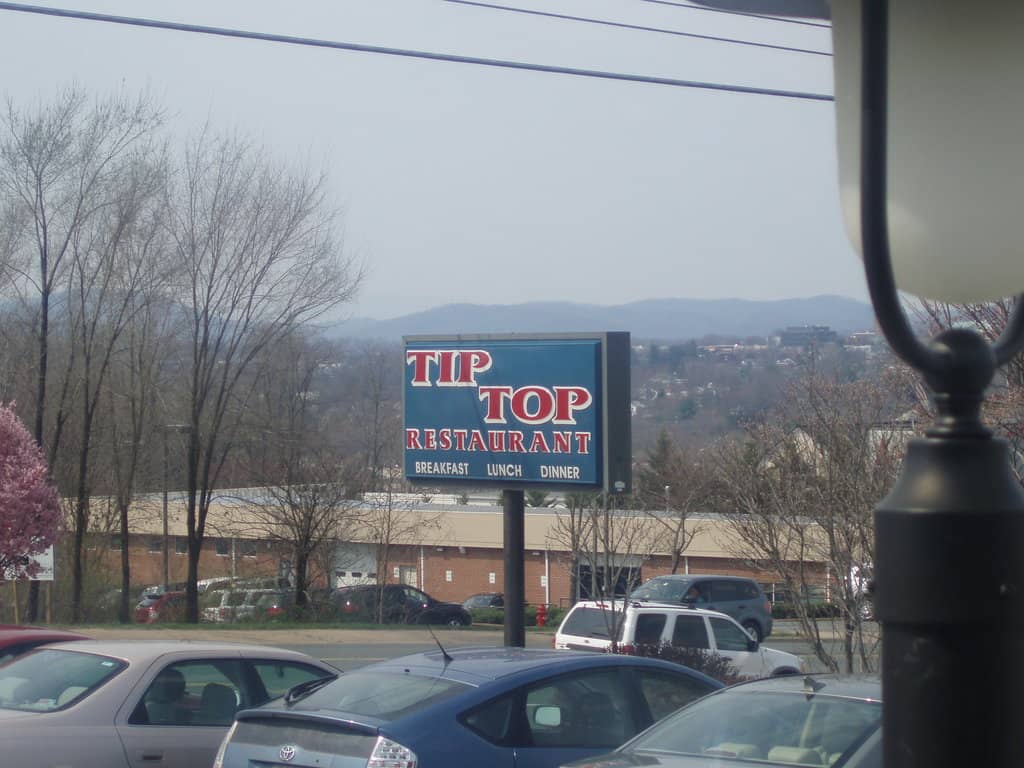 TIP
TOP
RESTAURANT
BREAKFAST LUNCH DINNER